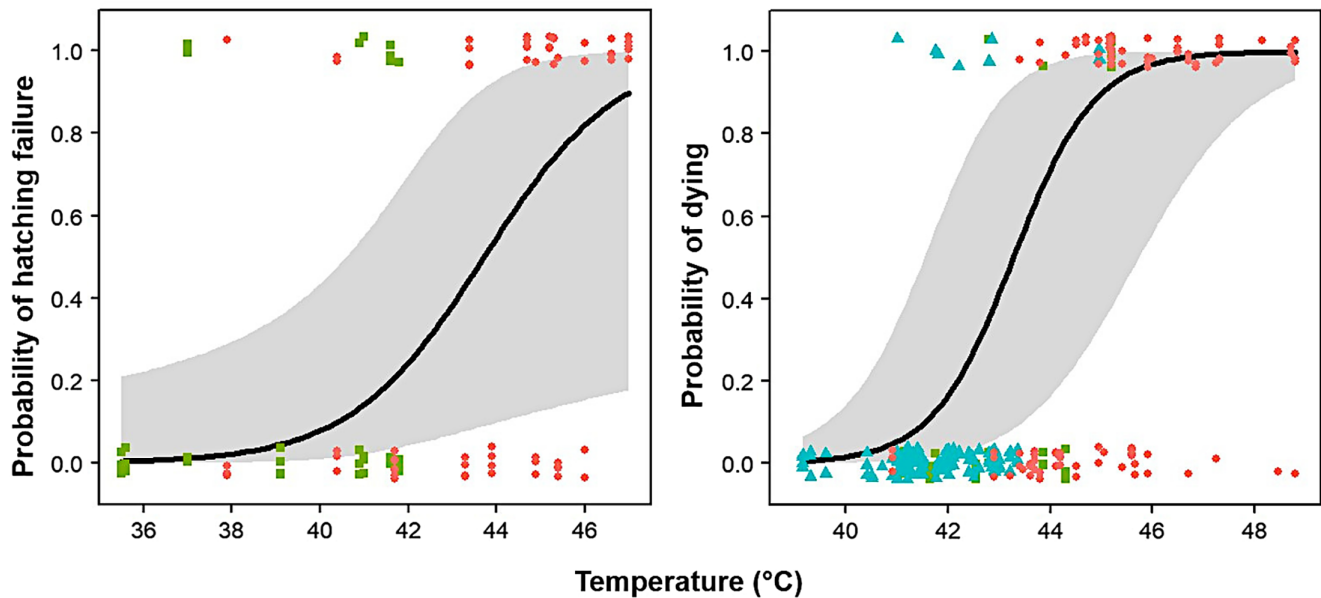 Probability of hatching failure
1.0
0.8
0.6
0.4
0.2
0.0
36 38 40 42 44 46
Probability of dying
1.0
0.8
0.6
0.4
0.2
0.0
40 42 44 46 48
Temperature (°C)